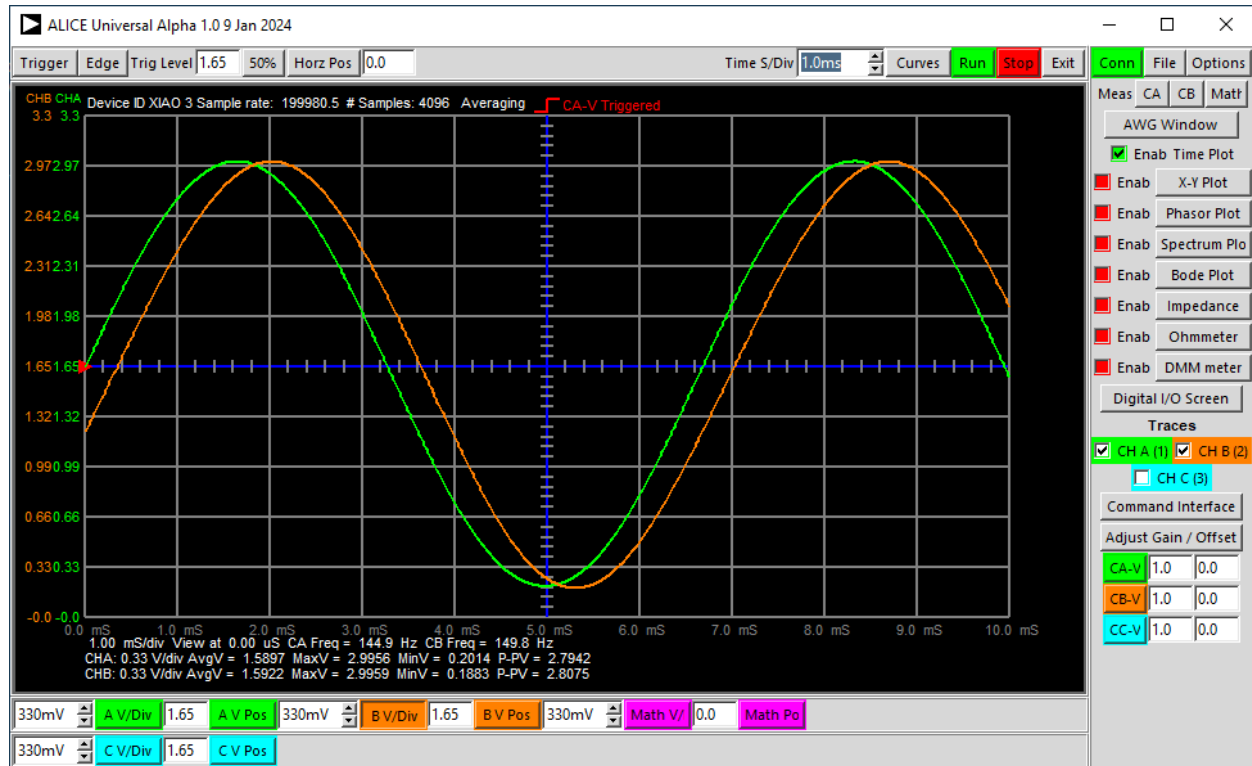 ALICE Universal Alpha 1.0 9 Jan 2024
Trigger Edge Trig Level 1.65 50% Horz Pos 0.0 Time S/Div 1.0ms Curves Run Stop Exit Conn File Options
Meas CA CB Math
AWG Window
Enab Time Plot
Enab X-Y Plot
Enab Phasor Plot
Enab Spectrum Plo
Enab Bode Plot
Enab Impedance
Enab Ohmmeter
Enab DMM meter
Digital I/O Screen
Traces
CH A (1) CH B (2)
CH C (3)
Command Interface
Adjust Gain / Offset
CA-V 1.0 0.0
CB-V 1.0 0.0
CC-V 1.0 0.0
CHB CHA Device ID XIAO 3 Sample rate: 199980.5 # Samples: 4096 Averaging CA-V Triggered
3.3 3.3
2.97 2.97
2.64 2.64
2.31 2.31
1.98 1.98
1.65 1.65
1.32 1.32
0.99 0.99
0.66 0.66
0.33 0.33
-0.0 -0.0
0.0 mS 1.0 mS 2.0 mS 3.0 mS 4.0 mS 5.0 mS 6.0 mS 7.0 mS 8.0 mS 9.0 mS 10.0 mS
1.00 mS/div View at 0.00 uS CA Freq = 144.9 Hz CB Freq = 149.8 Hz
CHA: 0.33 V/div AvgV = 1.5897 MaxV = 2.9956 MinV = 0.2014 P-PV = 2.7942
CHB: 0.33 V/div AvgV = 1.5922 MaxV = 2.9959 MinV = 0.1883 P-PV = 2.8075
330mV A V/Div 1.65 A V Pos 330mV B V/Div 1.65 B V Pos 330mV Math V/ 0.0 Math Po
330mV C V/Div 1.65 C V Pos